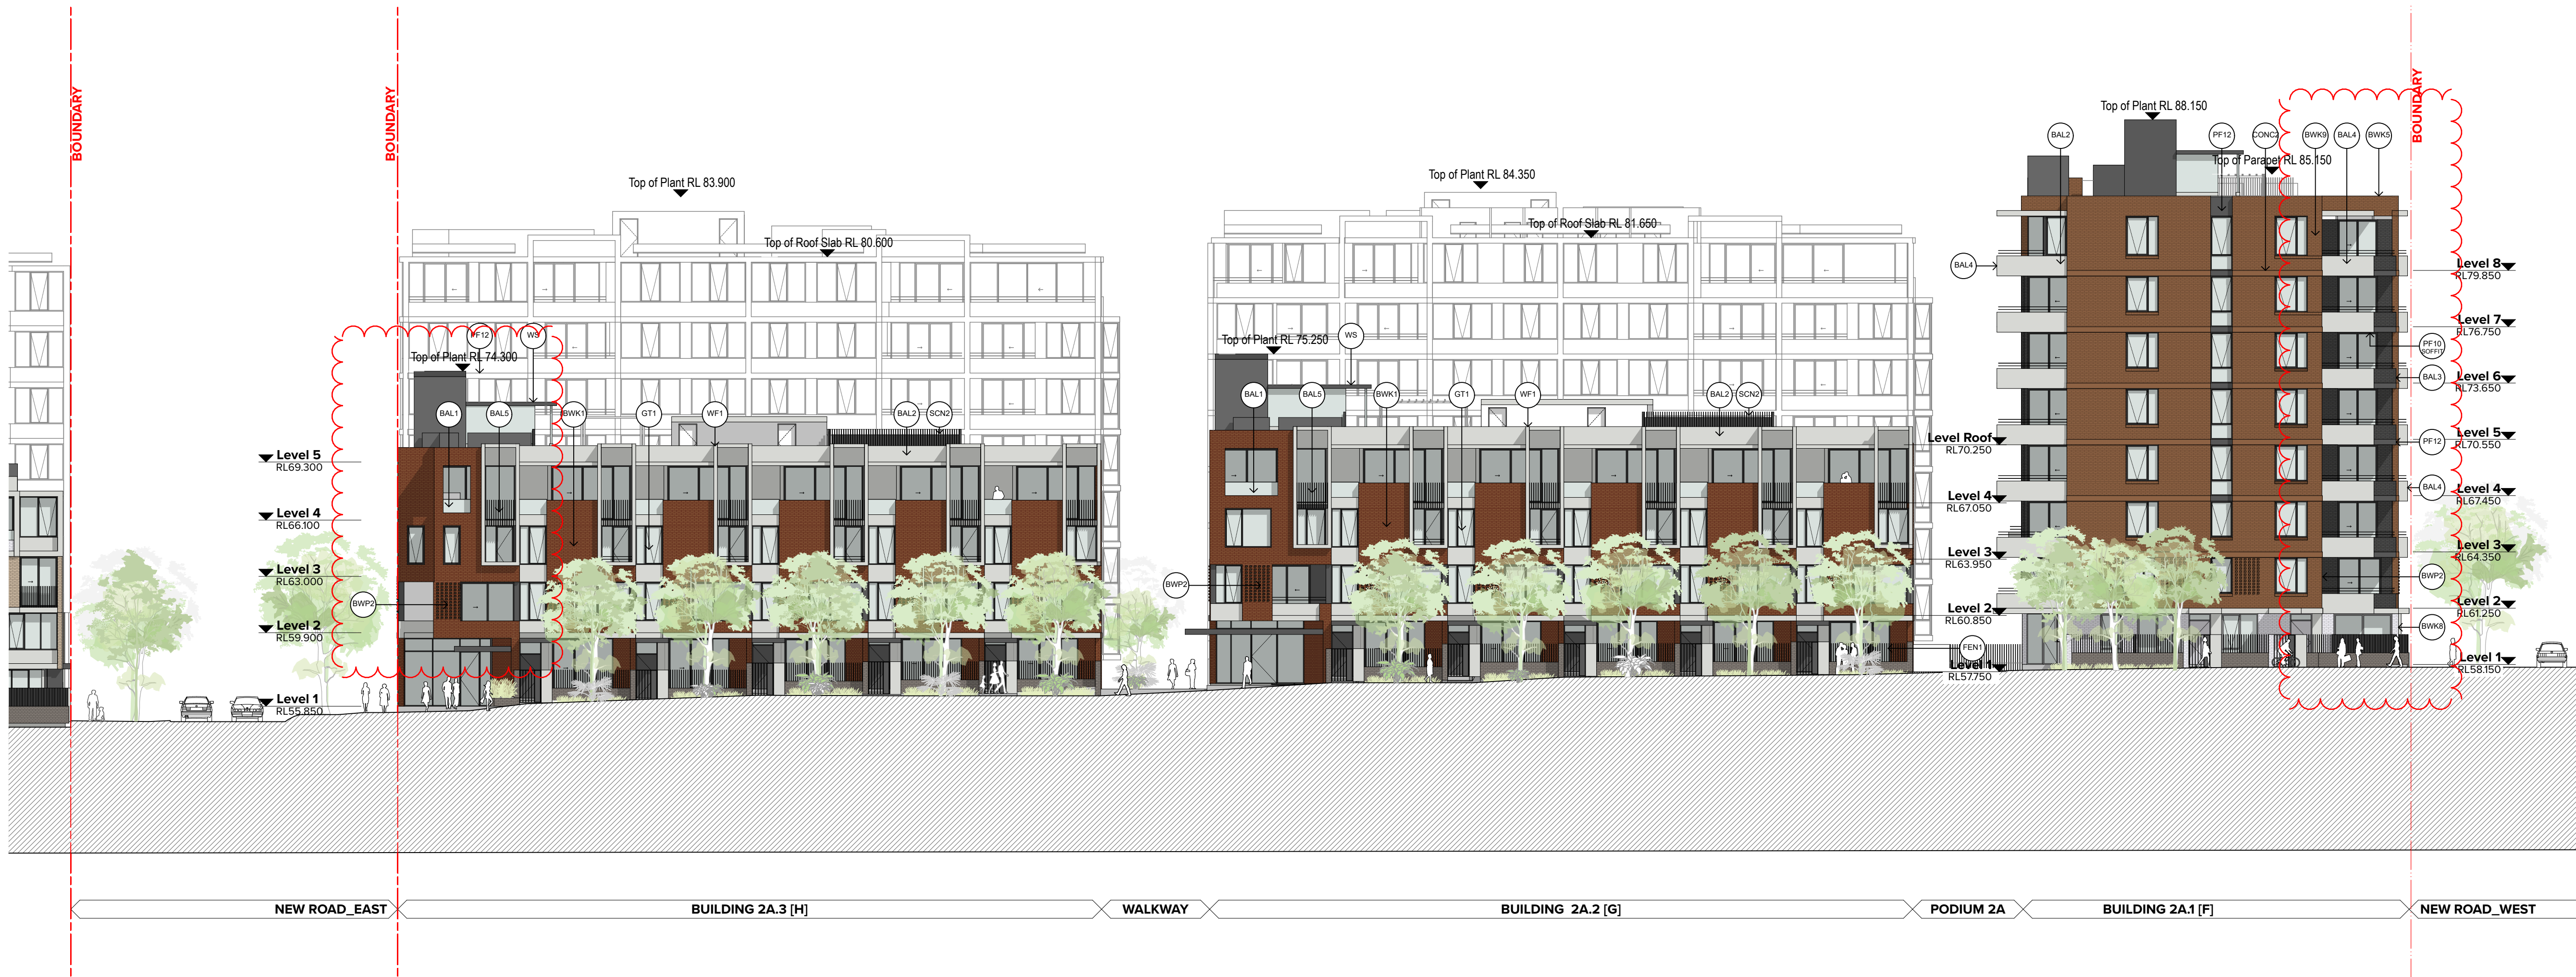 BOUNDARY
BOUNDARY
BOUNDARY
Top of Plant RL 88.150
BAL2
PF12
CONC2
BWK9
BAL4
BWK5
Top of Parapet RL 85.150
Top of Plant RL 83.900
Top of Plant RL 84.350
Top of Roof Slab RL 80.600
Top of Roof Slab RL 81.650
BAL4
Level 8
RL79.850
Level 7
RL76.750
PF10
SOFFIT
Level 6
RL73.650
BAL3
Level 5
RL70.550
PF12
Level 4
RL67.450
BAL4
Level 3
RL64.350
BWP2
Level 2
RL61.250
BWK8
Level 1
RL58.150
PF12
WS
Top of Plant RL 74.300
BAL1
BAL5
BWK1
GT1
WF1
BAL2
SCN2
Top of Plant RL 75.250
WS
BAL1
BAL5
BWK1
GT1
WF1
BAL2
SCN2
Level 5
RL69.300
Level 4
RL66.100
Level 3
RL63.000
BWP2
Level 2
RL59.900
Level 1
RL55.850
BWP2
Level Roof
RL70.250
Level 4
RL67.050
Level 3
RL63.950
Level 2
RL60.850
FEN1
Level 1
RL57.750
NEW ROAD_EAST
BUILDING 2A.3 [H]
WALKWAY
BUILDING 2A.2 [G]
PODIUM 2A
BUILDING 2A.1 [F]
NEW ROAD_WEST